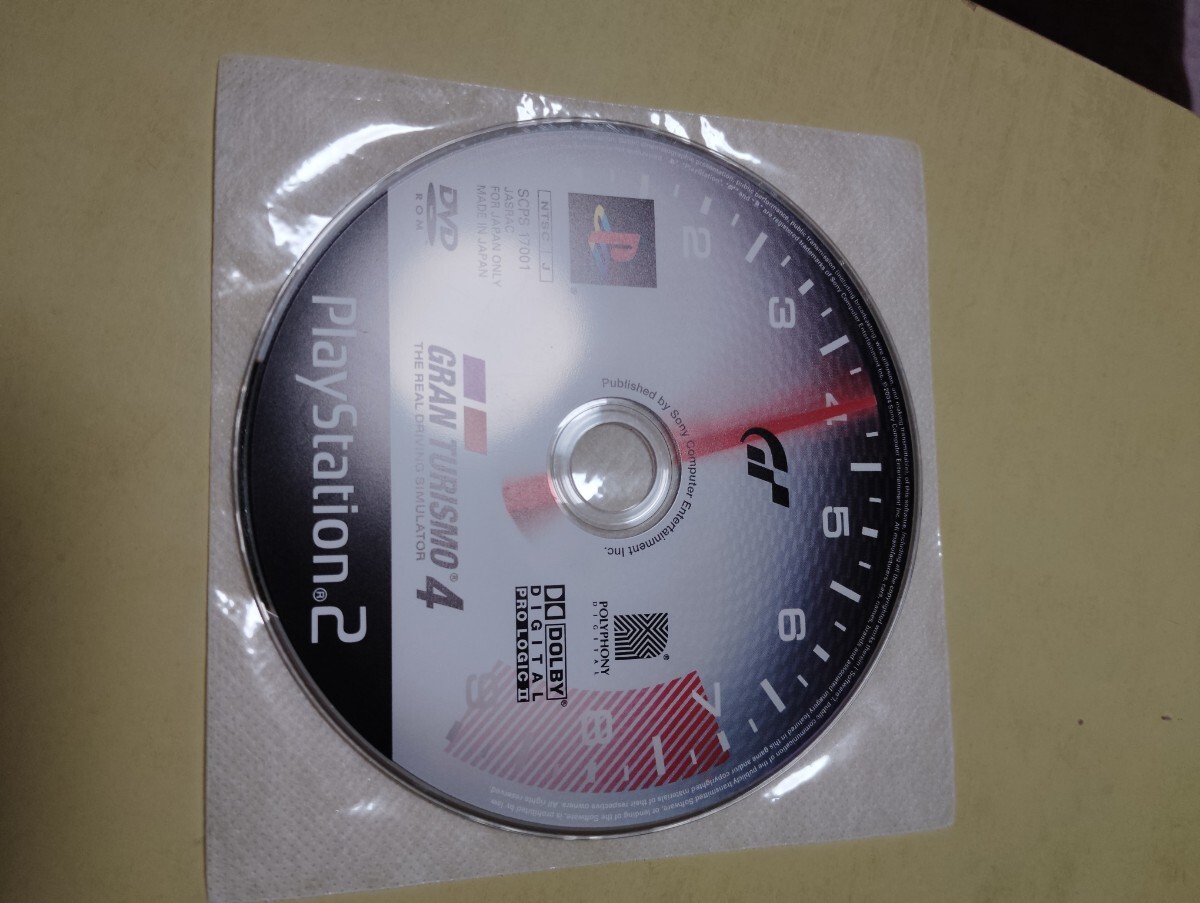 NTSC J
SCPS 17001
JASRAC
FOR JAPAN ONLY
MADE IN JAPAN
DVD
ROM
2
3
4
5
6
7
8
9
GT
Published by Sony Computer Entertainment Inc.
GRAN TURISMO® 4
THE REAL DRIVING SIMULATOR
POLYPHONY
DIGITAL
DOLBY®
DIGITAL
PRO LOGIC II
PlayStation®2